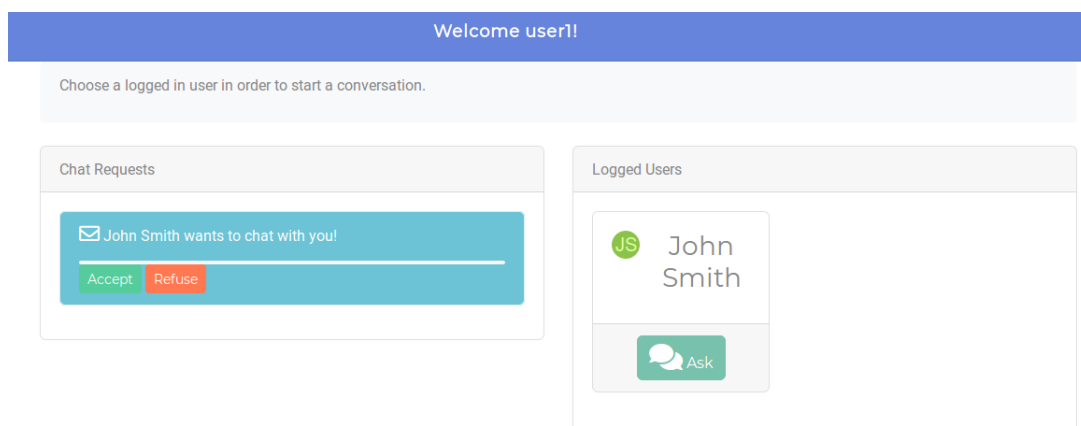 Welcome user1!
Choose a logged in user in order to start a conversation.
Chat Requests
John Smith wants to chat with you!
Accept Refuse
Logged Users
JS John
Smith
Ask